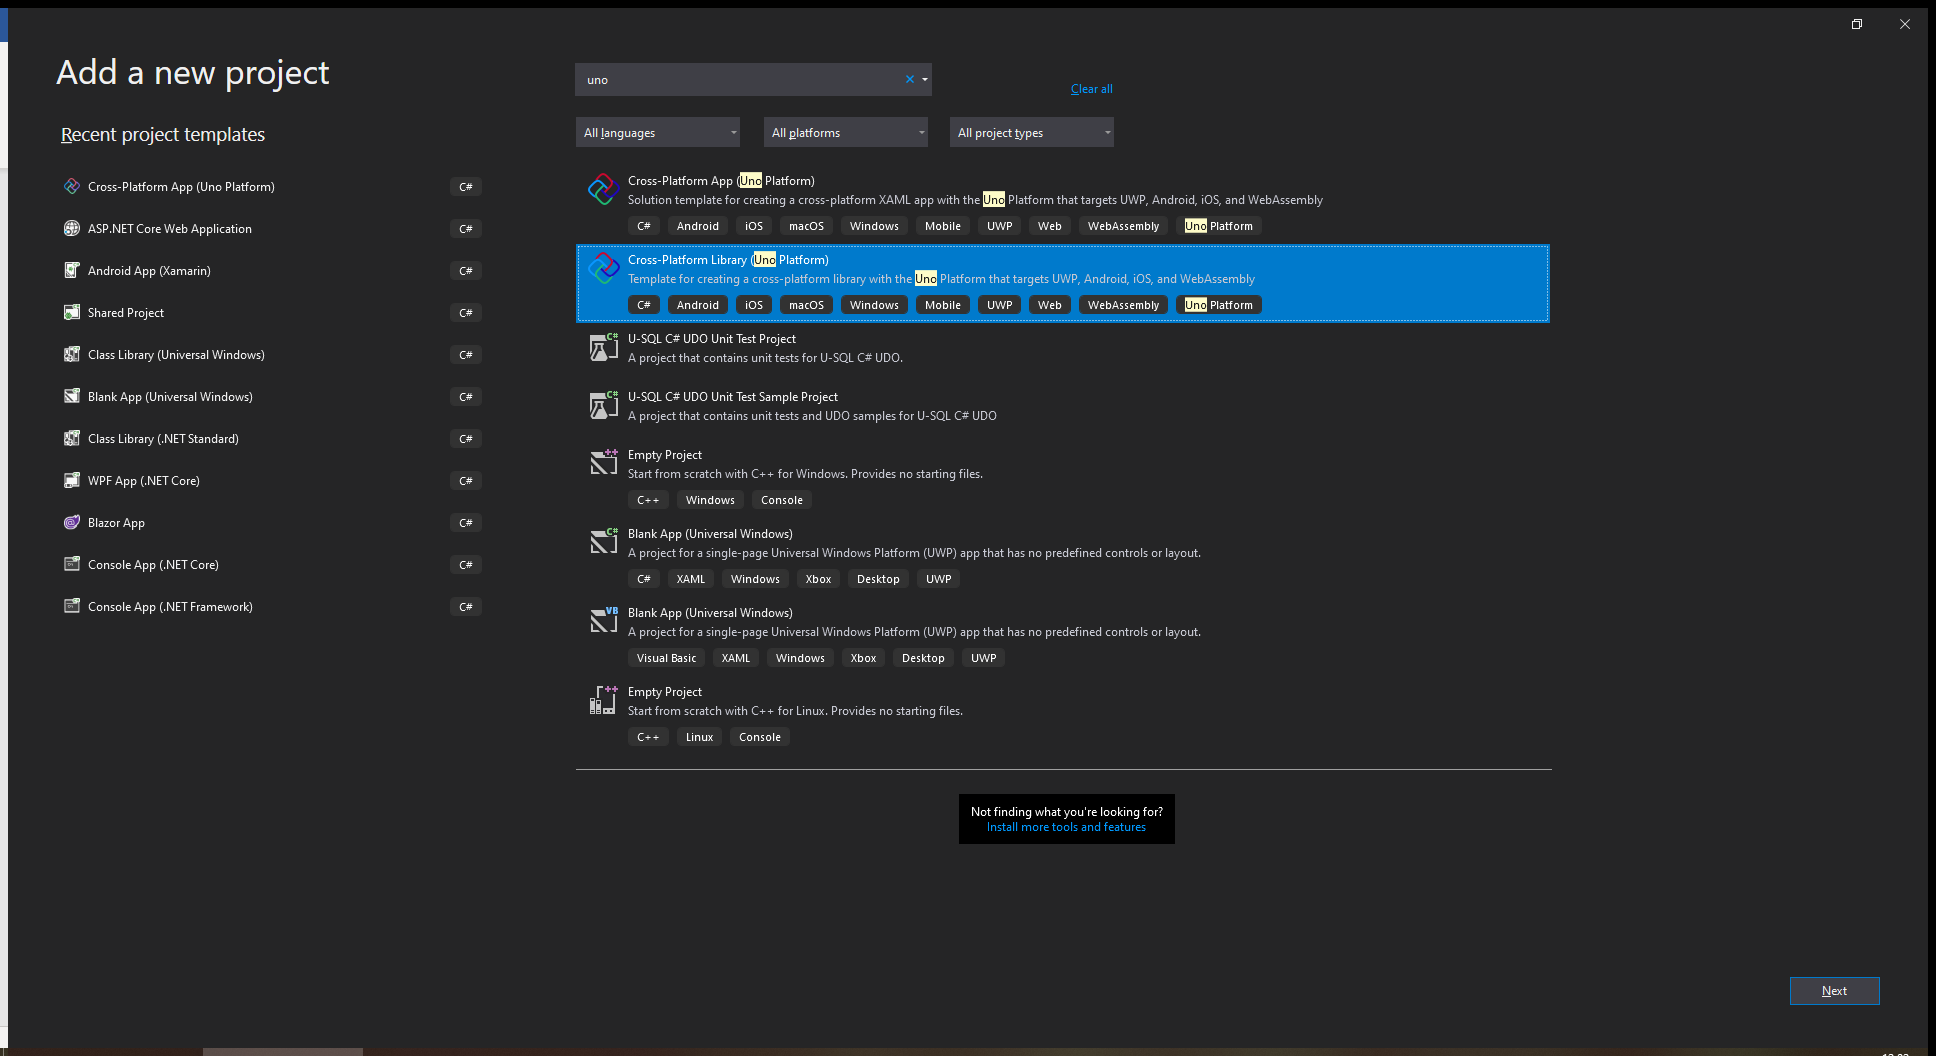 Add a new project
Recent project templates
Cross-Platform App (Uno Platform) C#
ASP.NET Core Web Application C#
Android App (Xamarin) C#
Shared Project C#
Class Library (Universal Windows) C#
Blank App (Universal Windows) C#
Class Library (.NET Standard) C#
WPF App (.NET Core) C#
Blazor App C#
Console App (.NET Core) C#
Console App (.NET Framework) C#
uno
Clear all
All languages All platforms All project types
Cross-Platform App (Uno Platform)
Solution template for creating a cross-platform XAML app with the Uno Platform that targets UWP, Android, iOS, and WebAssembly
C# Android iOS macOS Windows Mobile UWP Web WebAssembly Uno Platform
Cross-Platform Library (Uno Platform)
Template for creating a cross-platform library with the Uno Platform that targets UWP, Android, iOS, and WebAssembly
C# Android iOS macOS Windows Mobile UWP Web WebAssembly Uno Platform
C#
U-SQL C# UDO Unit Test Project
A project that contains unit tests for U-SQL C# UDO.
C#
U-SQL C# UDO Unit Test Sample Project
A project that contains unit tests and UDO samples for U-SQL C# UDO
++
Empty Project
Start from scratch with C++ for Windows. Provides no starting files.
C++ Windows Console
C#
Blank App (Universal Windows)
A project for a single-page Universal Windows Platform (UWP) app that has no predefined controls or layout.
C# XAML Windows Xbox Desktop UWP
VB
Blank App (Universal Windows)
A project for a single-page Universal Windows Platform (UWP) app that has no predefined controls or layout.
Visual Basic XAML Windows Xbox Desktop UWP
++
Empty Project
Start from scratch with C++ for Linux. Provides no starting files.
C++ Linux Console
Not finding what you're looking for?
Install more tools and features
Next